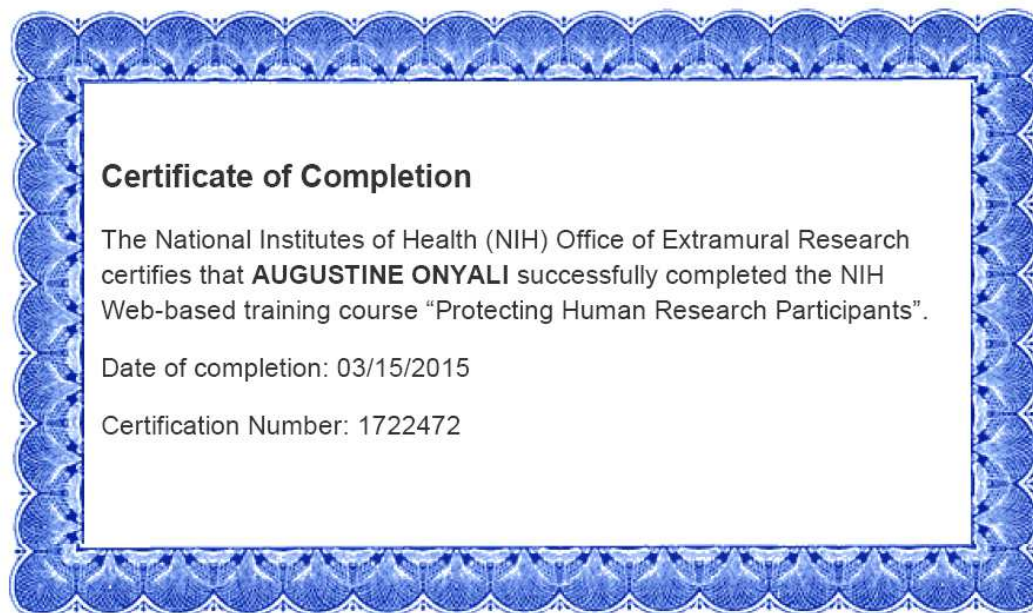 Certificate of Completion
The National Institutes of Health (NIH) Office of Extramural Research
certifies that AUGUSTINE ONYALI successfully completed the NIH
Web-based training course “Protecting Human Research Participants”.
Date of completion: 03/15/2015
Certification Number: 1722472